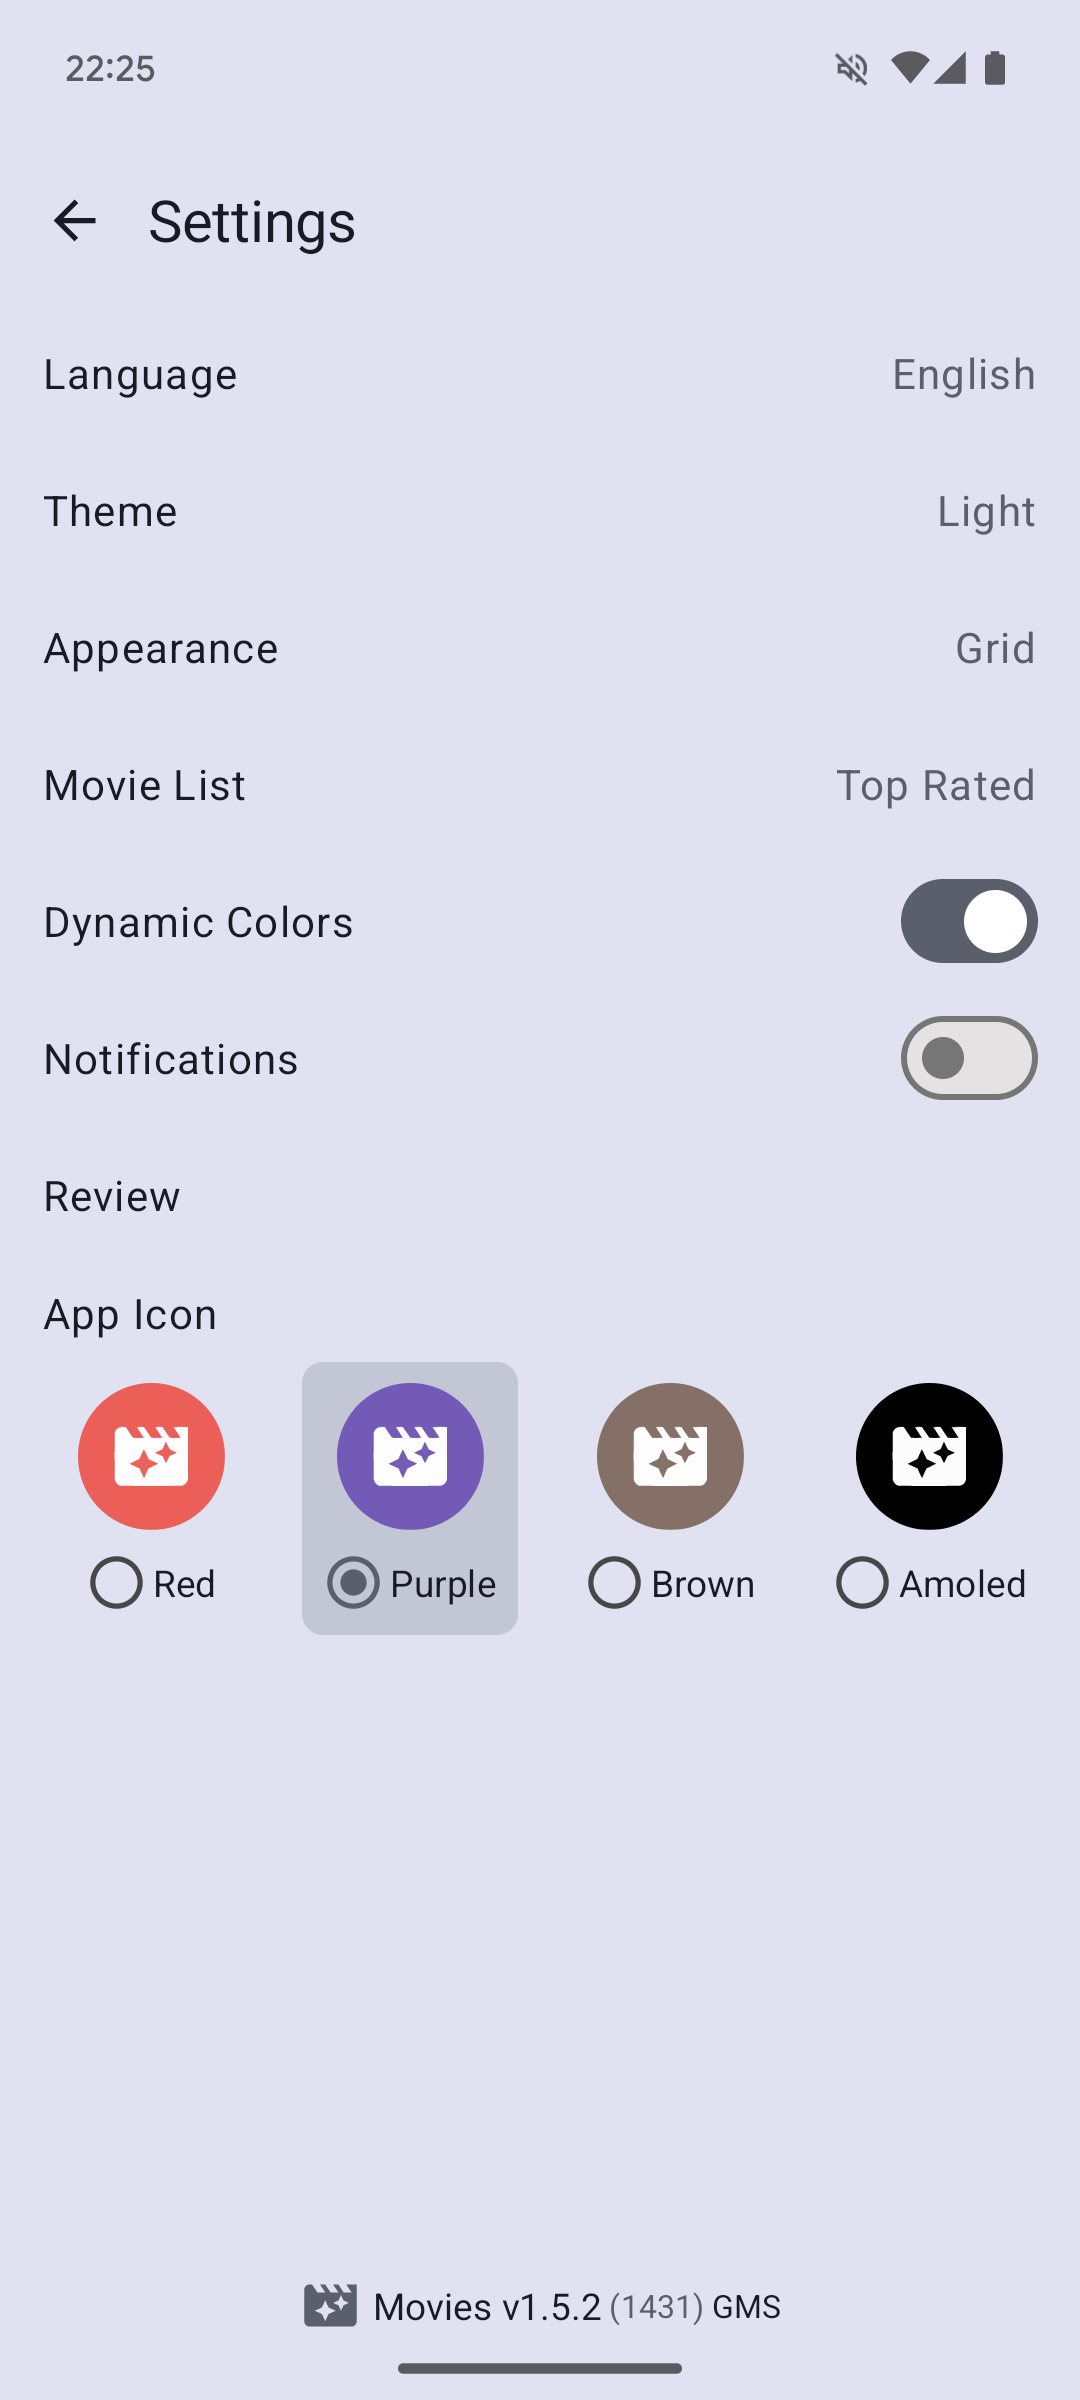 22:25
Settings
Language English
Theme Light
Appearance Grid
Movie List Top Rated
Dynamic Colors
Notifications
Review
App Icon
Red Purple Brown Amoled
Movies v1.5.2 (1431) GMS